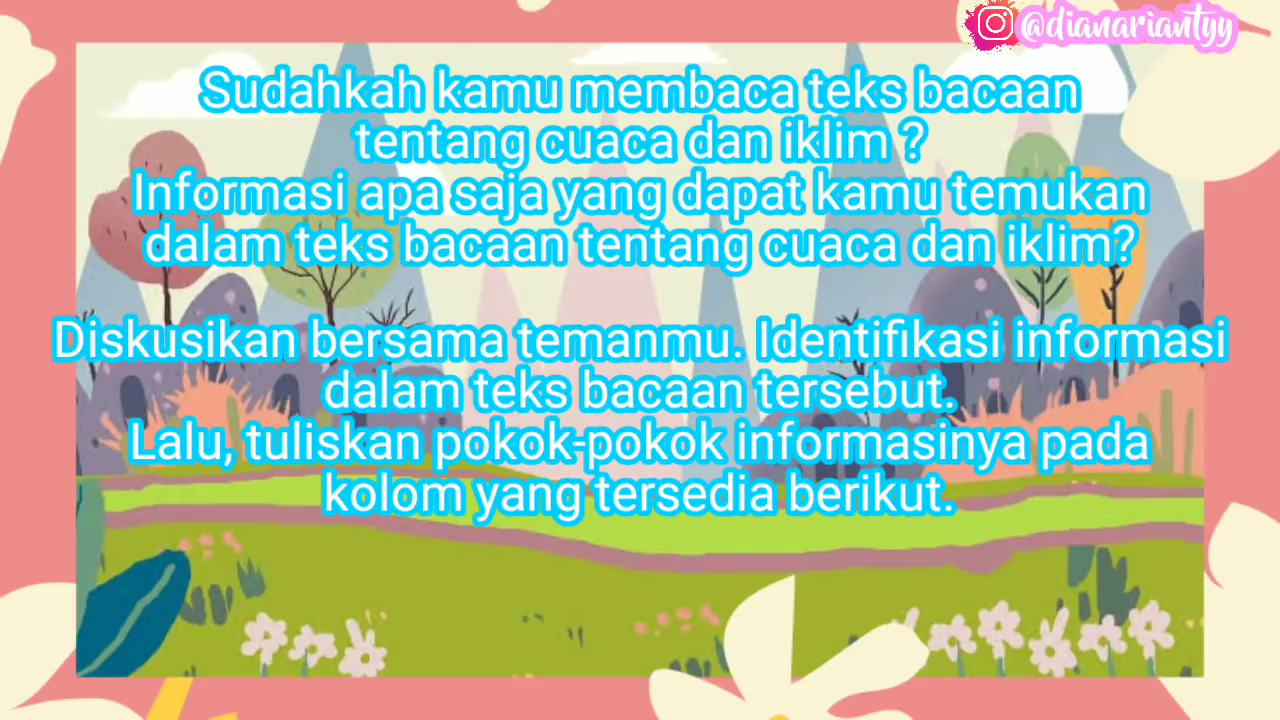 @dianariantyy
Sudahkah kamu membaca teks bacaan
tentang cuaca dan iklim ?
Informasi apa saja yang dapat kamu temukan
dalam teks bacaan tentang cuaca dan iklim?
Diskusikan bersama temanmu. Identifikasi informasi
dalam teks bacaan tersebut.
Lalu, tuliskan pokok-pokok informasinya pada
kolom yang tersedia berikut.